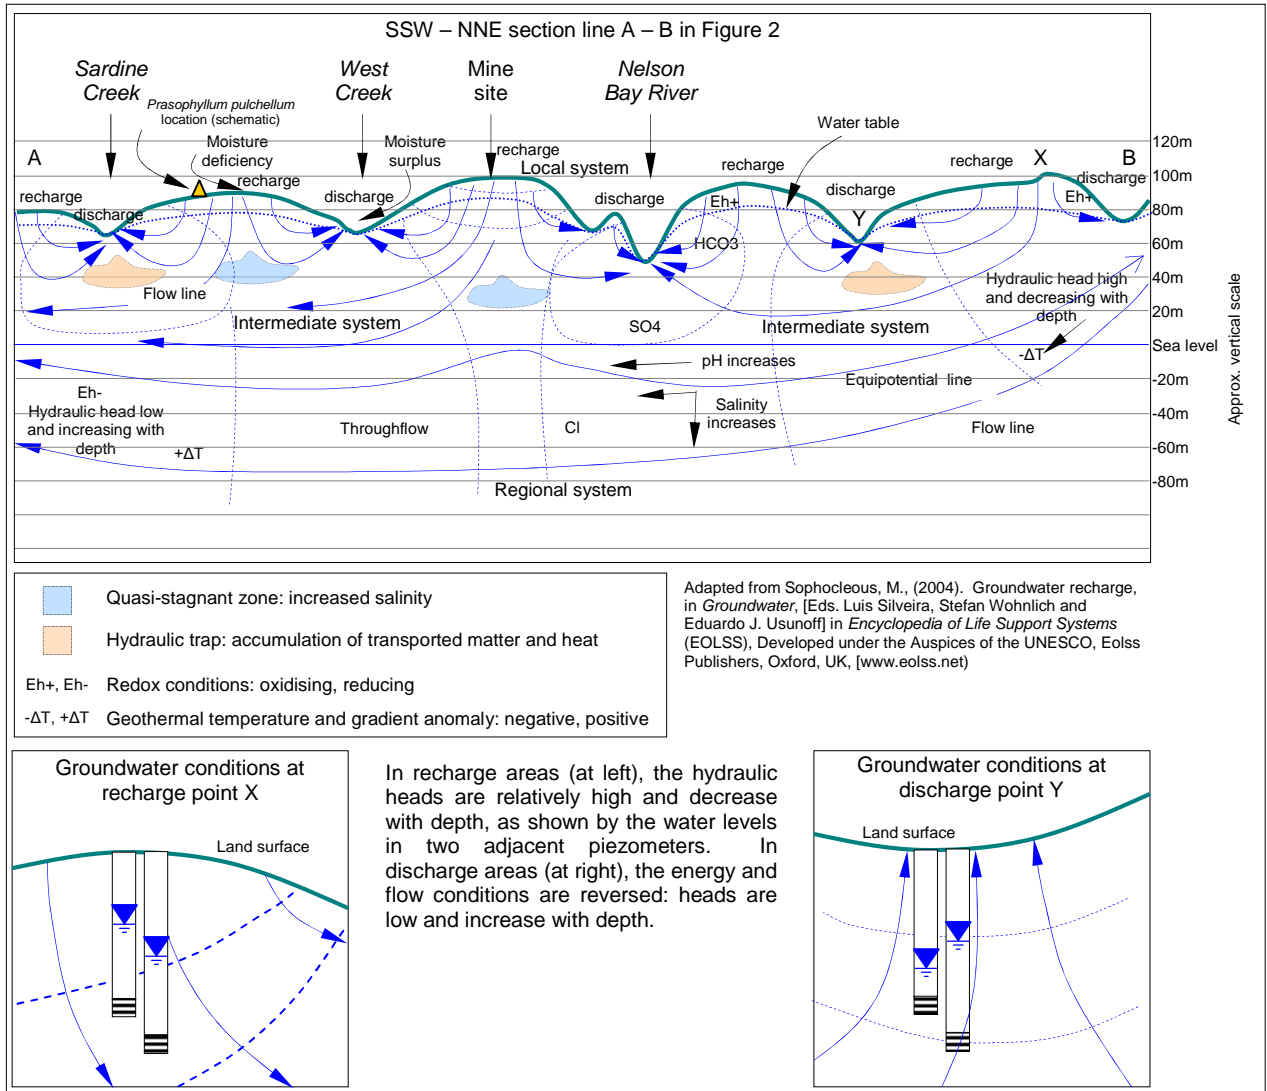 SSW – NNE section line A – B in Figure 2
Sardine
Creek
West
Creek
Mine
site
Nelson
Bay River
Prasophyllum pulchellum
location (schematic)
Moisture
deficiency
Moisture
surplus
Water table
A
recharge
discharge
recharge
discharge
recharge
Local system
discharge
recharge
Eh+
HCO3
discharge
Y
recharge
X
B
discharge
Eh+
120m
100m
80m
60m
40m
20m
Sea level
-20m
-40m
-60m
-80m
Approx. vertical scale
Flow line
Intermediate system
SO4
Intermediate system
Hydraulic head high
and decreasing with
depth
-ΔT
pH increases
Equipotential line
Eh-
Hydraulic head low
and increasing with
depth
+ΔT
Throughflow
Cl
Salinity
increases
Flow line
Regional system
Quasi-stagnant zone: increased salinity
Hydraulic trap: accumulation of transported matter and heat
Eh+, Eh- Redox conditions: oxidising, reducing
-ΔT, +ΔT Geothermal temperature and gradient anomaly: negative, positive
Adapted from Sophocleous, M., (2004). Groundwater recharge,
in Groundwater, [Eds. Luis Silveira, Stefan Wohnlich and
Eduardo J. Usunoff] in Encyclopedia of Life Support Systems
(EOLSS), Developed under the Auspices of the UNESCO, Eolss
Publishers, Oxford, UK, [www.eolss.net)
Groundwater conditions at
recharge point X
Land surface
In recharge areas (at left), the hydraulic
heads are relatively high and decrease
with depth, as shown by the water levels
in two adjacent piezometers. In
discharge areas (at right), the energy and
flow conditions are reversed: heads are
low and increase with depth.
Groundwater conditions at
discharge point Y
Land surface